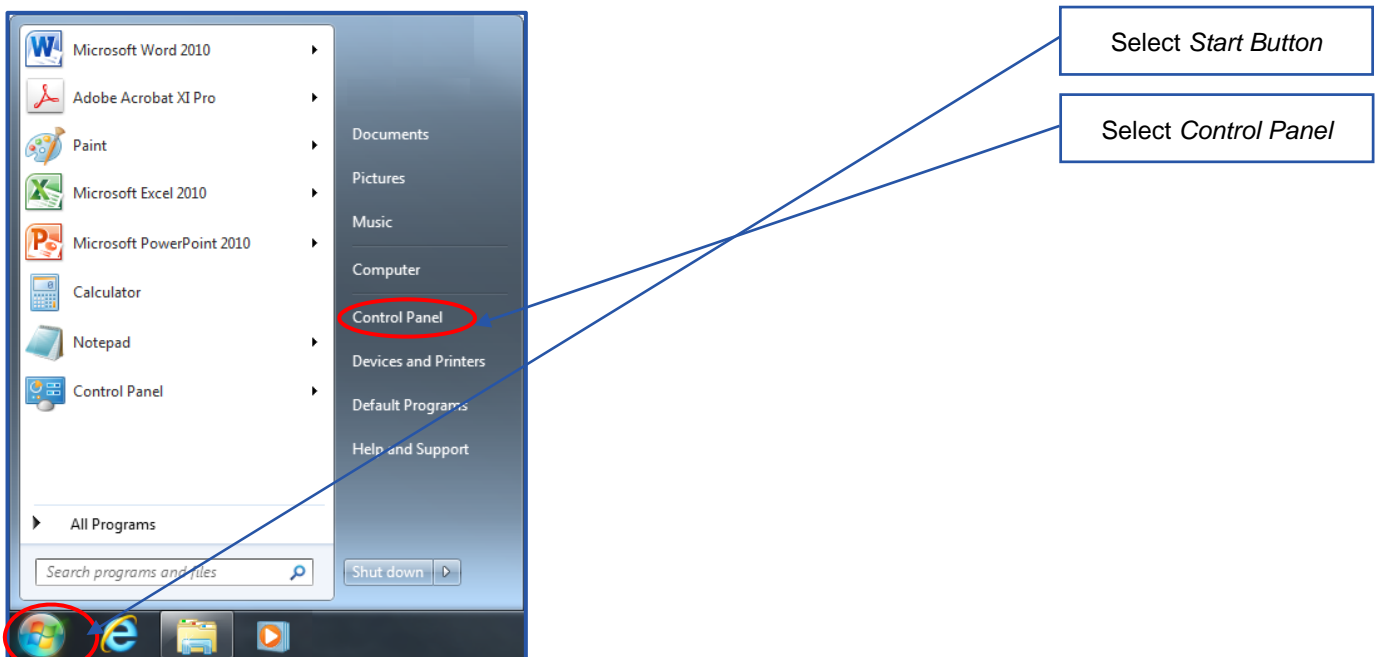 Microsoft Word 2010
Adobe Acrobat XI Pro
Paint
Microsoft Excel 2010
Microsoft PowerPoint 2010
Calculator
Notepad
Control Panel
All Programs
Search programs and files
Documents
Pictures
Music
Computer
Control Panel
Devices and Printers
Default Programs
Help and Support
Shut down
Select Start Button
Select Control Panel